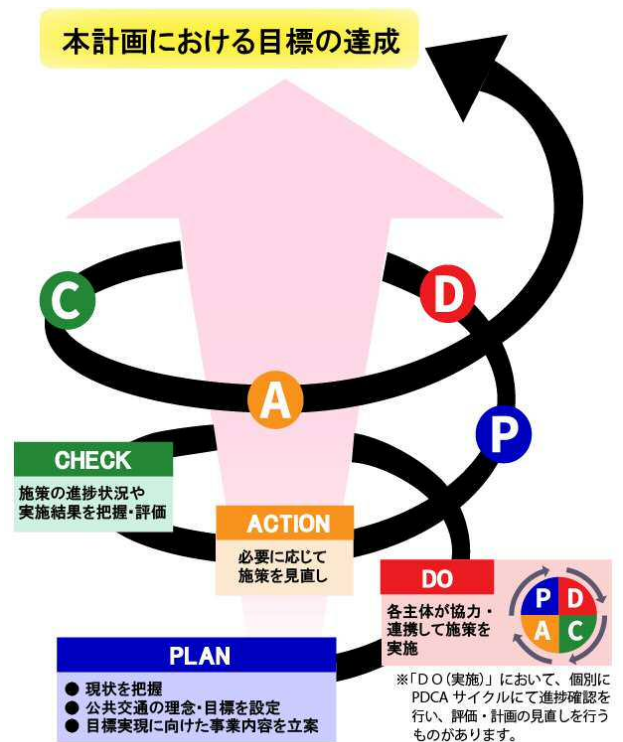 本計画における目標の達成
C
D
A
P
CHECK
施策の進捗状況や
実施結果を把握・評価
ACTION
必要に応じて
施策を見直し
DO
各主体が協力・
連携して施策を
実施
P D
A C
PLAN
● 現状を把握
● 公共交通の理念・目標を設定
● 目標実現に向けた事業内容を立案
※「DO(実施)」において、個別に
PDCA サイクルにて進捗確認を
行い、評価・計画の見直しを行う
ものがあります。